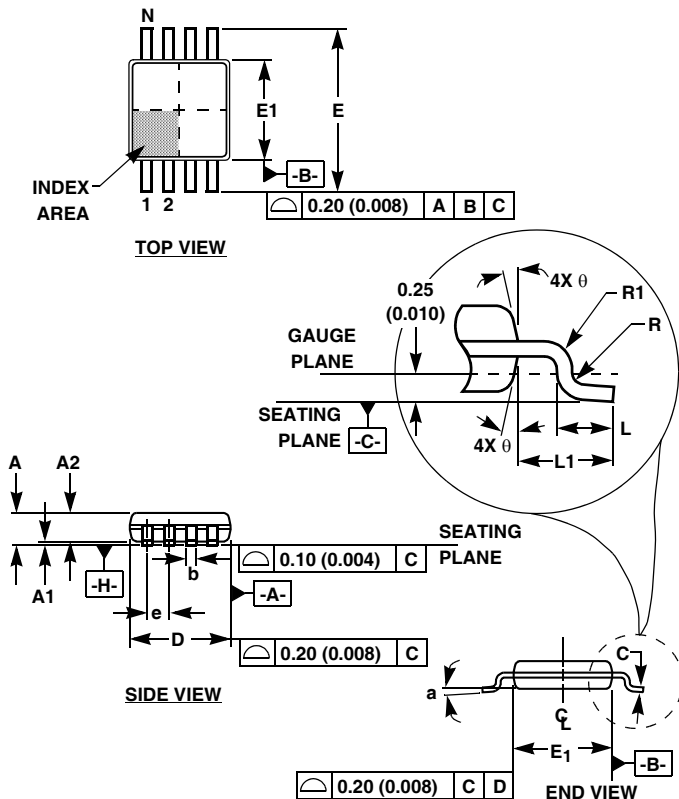 N
E1
E
-B-
INDEX
AREA
1 2
0.20 (0.008) A B C
TOP VIEW
0.25
(0.010)
4X θ
R1
R
GAUGE
PLANE
SEATING
PLANE
-C-
4X θ
L
L1
A A2
SEATING
PLANE
A1
-H-
b
0.10 (0.004) C
-A-
e
D
0.20 (0.008) C
SIDE VIEW
C
a
CL
E1
-B-
0.20 (0.008) C D
END VIEW